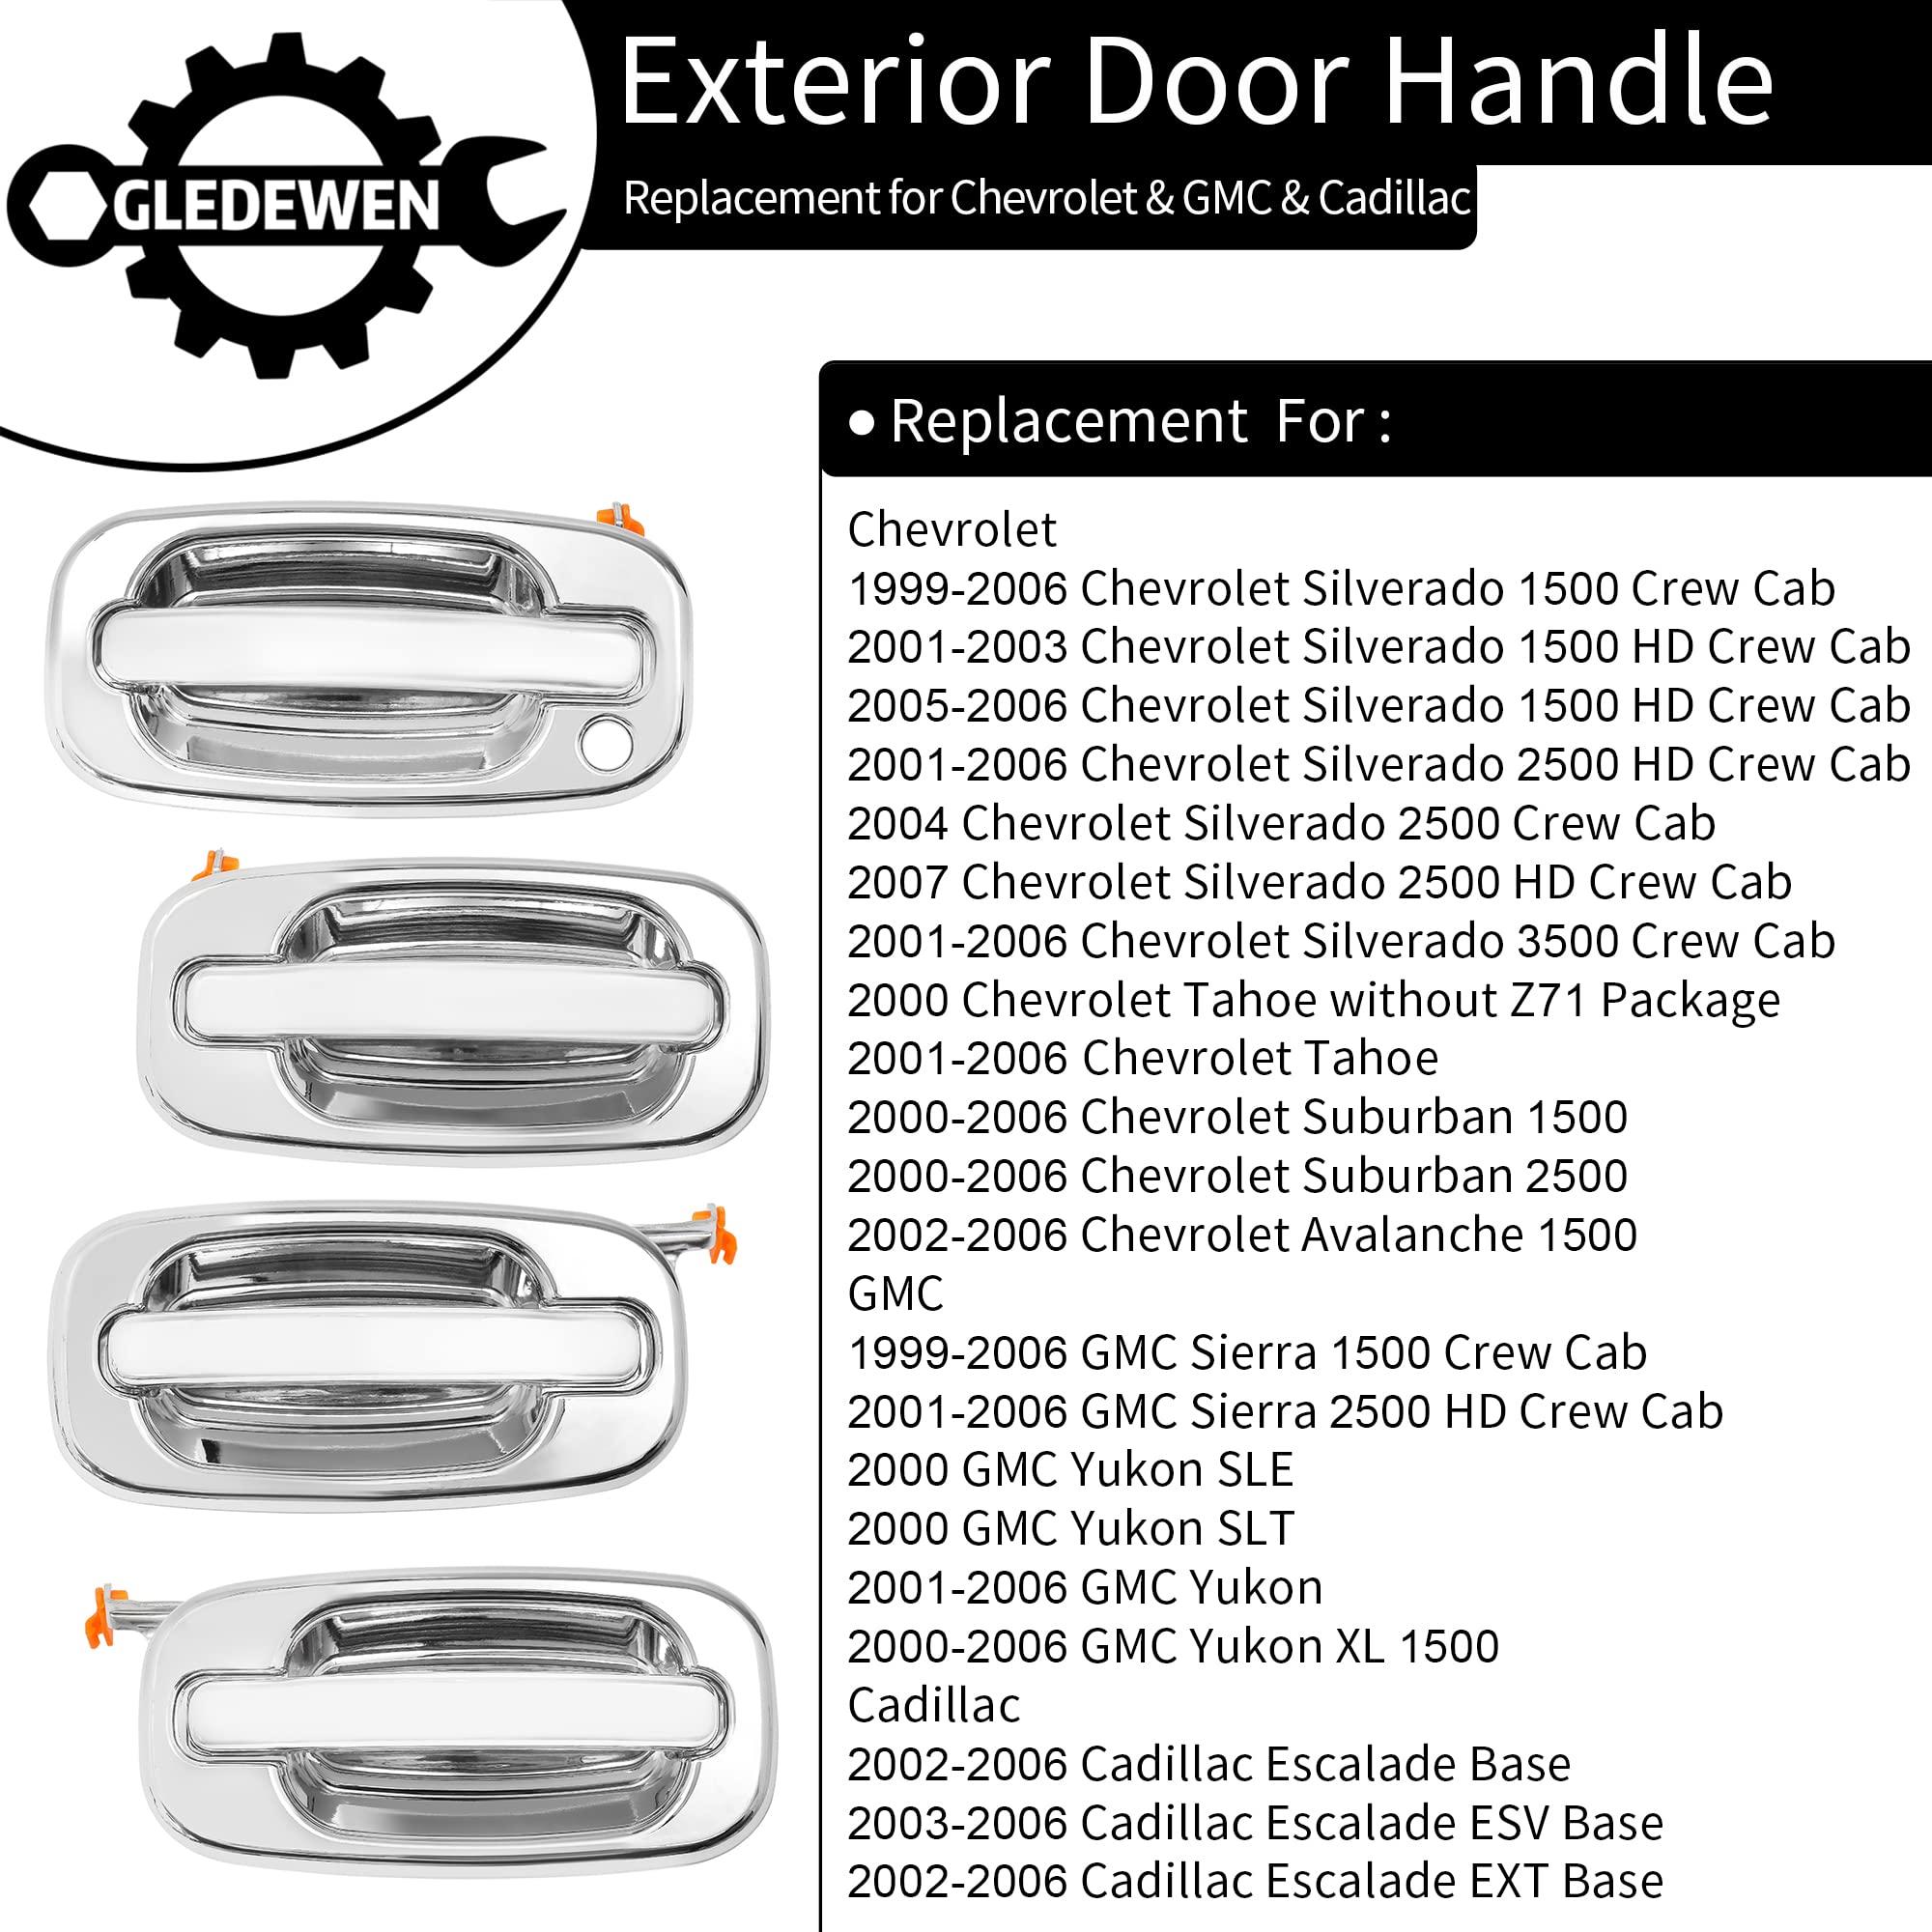 GLEDEWEN
Exterior Door Handle
Replacement for Chevrolet & GMC & Cadillac
● Replacement For :
Chevrolet
1999-2006 Chevrolet Silverado 1500 Crew Cab
2001-2003 Chevrolet Silverado 1500 HD Crew Cab
2005-2006 Chevrolet Silverado 1500 HD Crew Cab
2001-2006 Chevrolet Silverado 2500 HD Crew Cab
2004 Chevrolet Silverado 2500 Crew Cab
2007 Chevrolet Silverado 2500 HD Crew Cab
2001-2006 Chevrolet Silverado 3500 Crew Cab
2000 Chevrolet Tahoe without Z71 Package
2001-2006 Chevrolet Tahoe
2000-2006 Chevrolet Suburban 1500
2000-2006 Chevrolet Suburban 2500
2002-2006 Chevrolet Avalanche 1500
GMC
1999-2006 GMC Sierra 1500 Crew Cab
2001-2006 GMC Sierra 2500 HD Crew Cab
2000 GMC Yukon SLE
2000 GMC Yukon SLT
2001-2006 GMC Yukon
2000-2006 GMC Yukon XL 1500
Cadillac
2002-2006 Cadillac Escalade Base
2003-2006 Cadillac Escalade ESV Base
2002-2006 Cadillac Escalade EXT Base